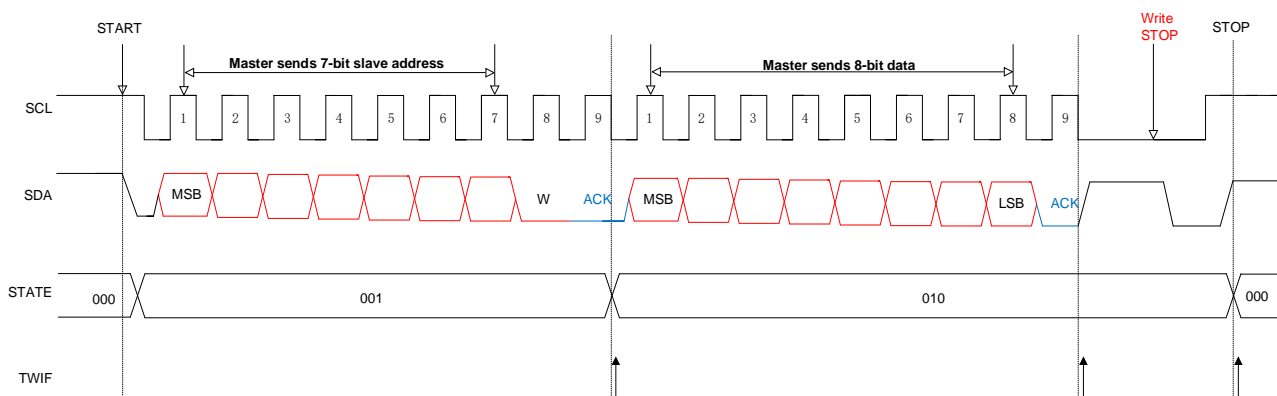 START
Write
STOP
STOP
Master sends 7-bit slave address
Master sends 8-bit data
SCL
1 2 3 4 5 6 7 8 9 1 2 3 4 5 6 7 8 9
SDA
MSB W ACK MSB LSB ACK
STATE
000 001 010 000
TWIF